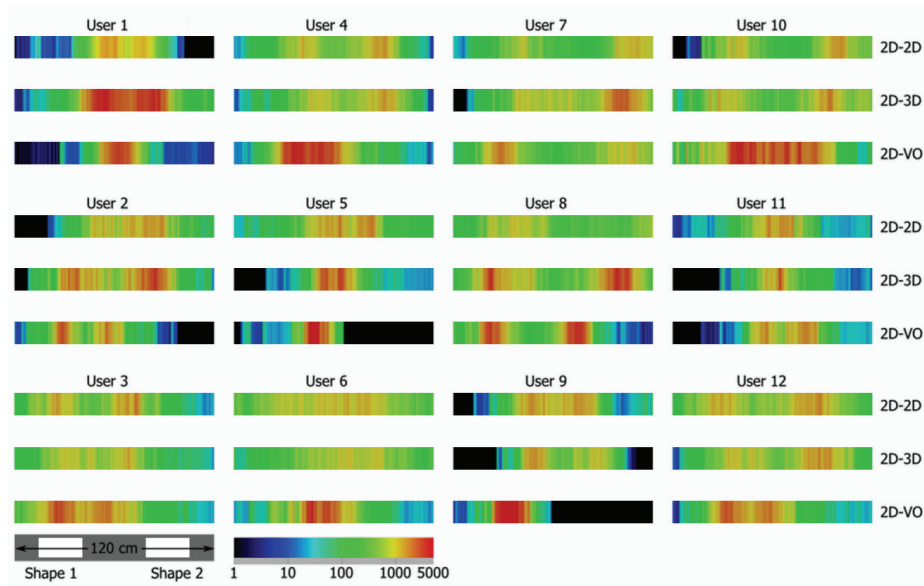 User 1 User 4 User 7 User 10
2D-2D
2D-3D
2D-VO
User 2 User 5 User 8 User 11
2D-2D
2D-3D
2D-VO
User 3 User 6 User 9 User 12
2D-2D
2D-3D
2D-VO
120 cm
Shape 1 Shape 2
1 10 100 1000 5000